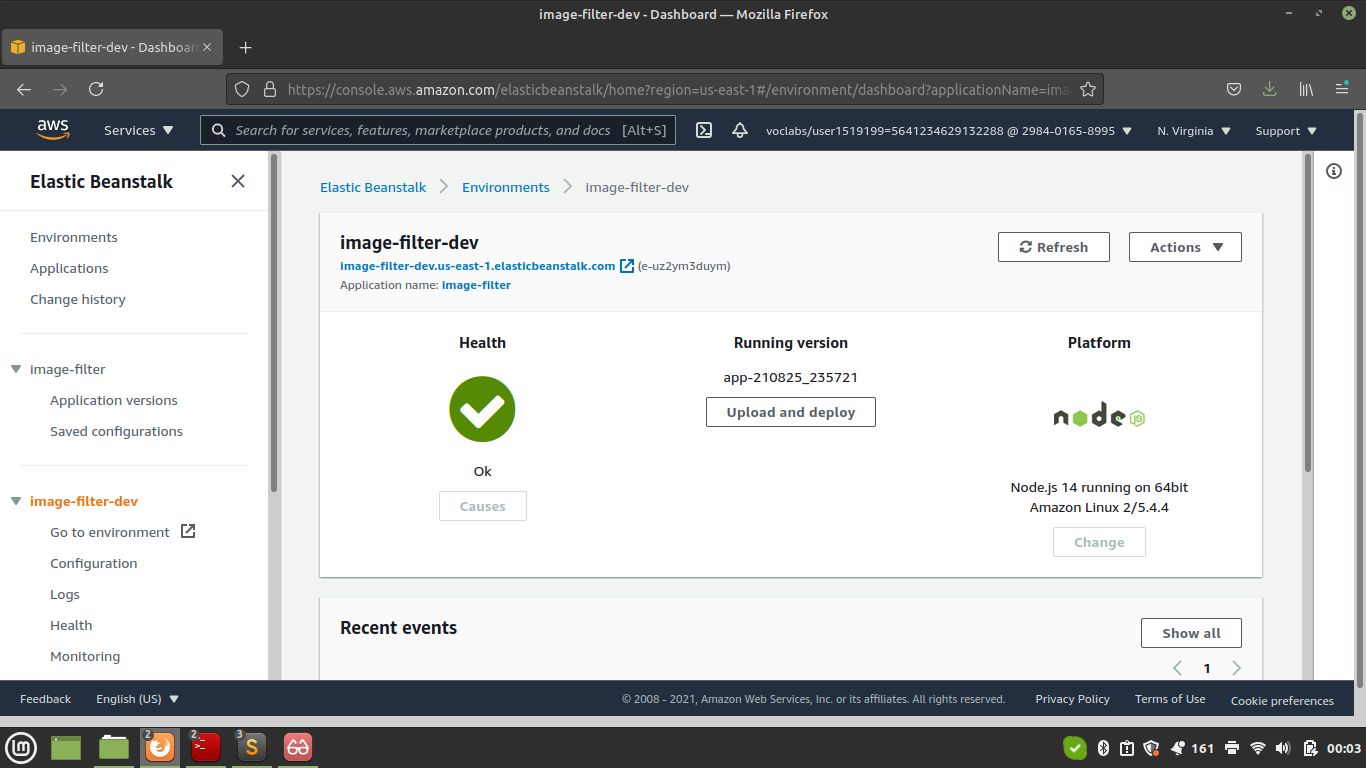 image-filter-dev - Dashboard — Mozilla Firefox
image-filter-dev - Dashboar
https://console.aws.amazon.com/elasticbeanstalk/home?region=us-east-1#/environment/dashboard?applicationName=ima
aws
Services
Search for services, features, marketplace products, and docs [Alt+S]
voclabs/user1519199=5641234629132288 @ 2984-0165-8995
N. Virginia
Support
Elastic Beanstalk
Environments
Applications
Change history
image-filter
Application versions
Saved configurations
image-filter-dev
Go to environment
Configuration
Logs
Health
Monitoring
Elastic Beanstalk
Environments
image-filter-dev
image-filter-dev
image-filter-dev.us-east-1.elasticbeanstalk.com (e-uz2ym3duym)
Application name: image-filter
Refresh
Actions
Health
Ok
Causes
Running version
app-210825_235721
Upload and deploy
Platform
node
JS
Node.js 14 running on 64bit
Amazon Linux 2/5.4.4
Change
Recent events
Show all
1
Feedback
English (US)
© 2008 - 2021, Amazon Web Services, Inc. or its affiliates. All rights reserved.
Privacy Policy
Terms of Use
Cookie preferences
2
2
3
S
161
00:03